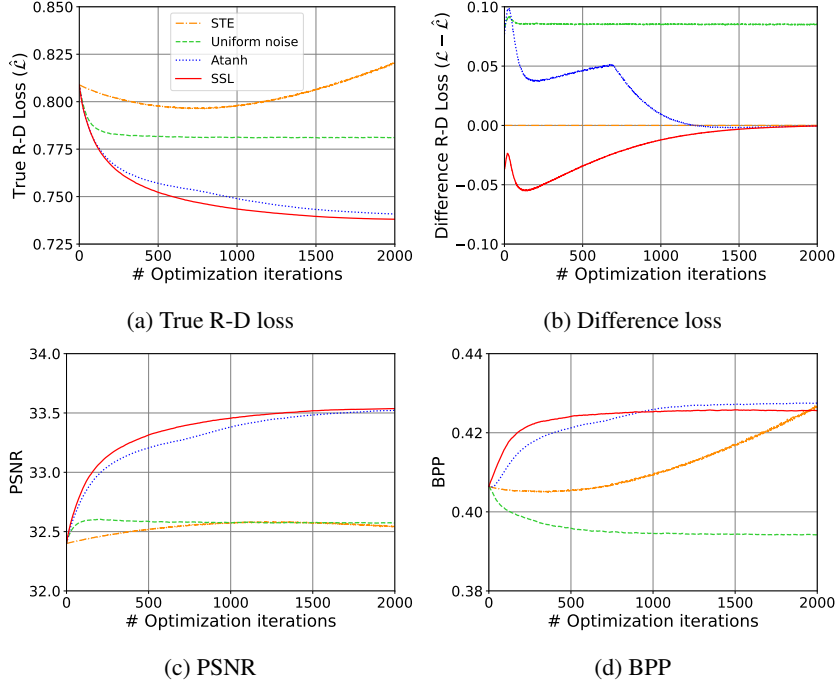 True R-D Loss (ℒ̂)
0.850
0.825
0.800
0.775
0.750
0.725
STE
Uniform noise
Atanh
SSL
0 500 1000 1500 2000
# Optimization iterations
(a) True R-D loss
Difference R-D Loss (ℒ − ℒ̂)
0.10
0.05
0.00
−0.05
−0.10
0 500 1000 1500 2000
# Optimization iterations
(b) Difference loss
PSNR
34.0
33.5
33.0
32.5
32.0
0 500 1000 1500 2000
# Optimization iterations
(c) PSNR
BPP
0.44
0.42
0.40
0.38
0 500 1000 1500 2000
# Optimization iterations
(d) BPP